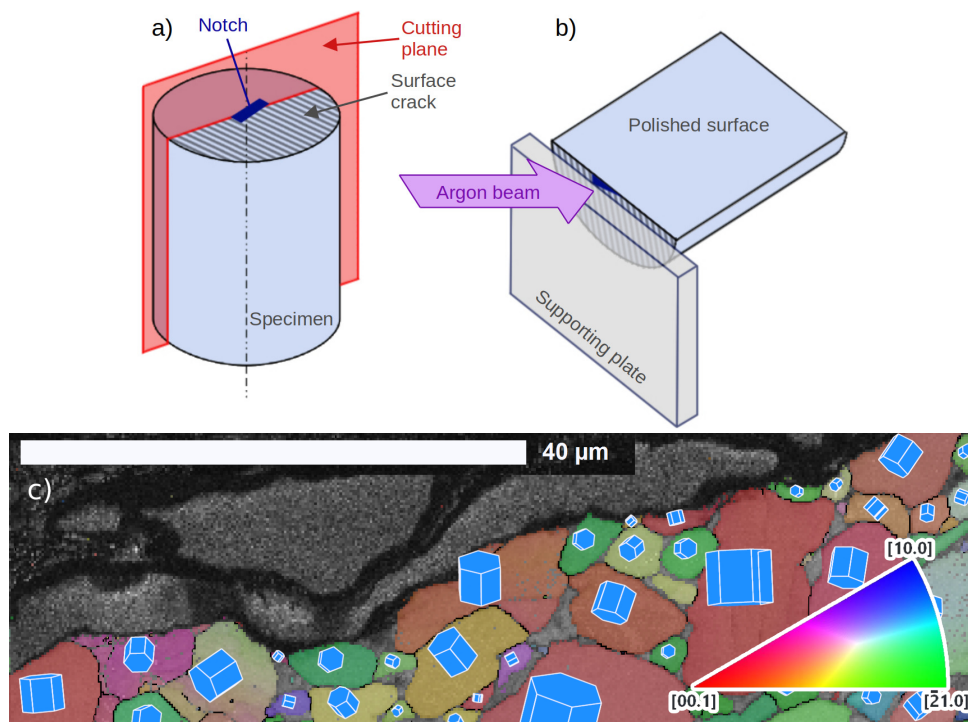 a)
Notch
Cutting
plane
Surface
crack
Specimen
b)
Polished surface
Argon beam
Supporting plate
40 µm
c)
[10.0]
[00.1]
[2̄1.0]